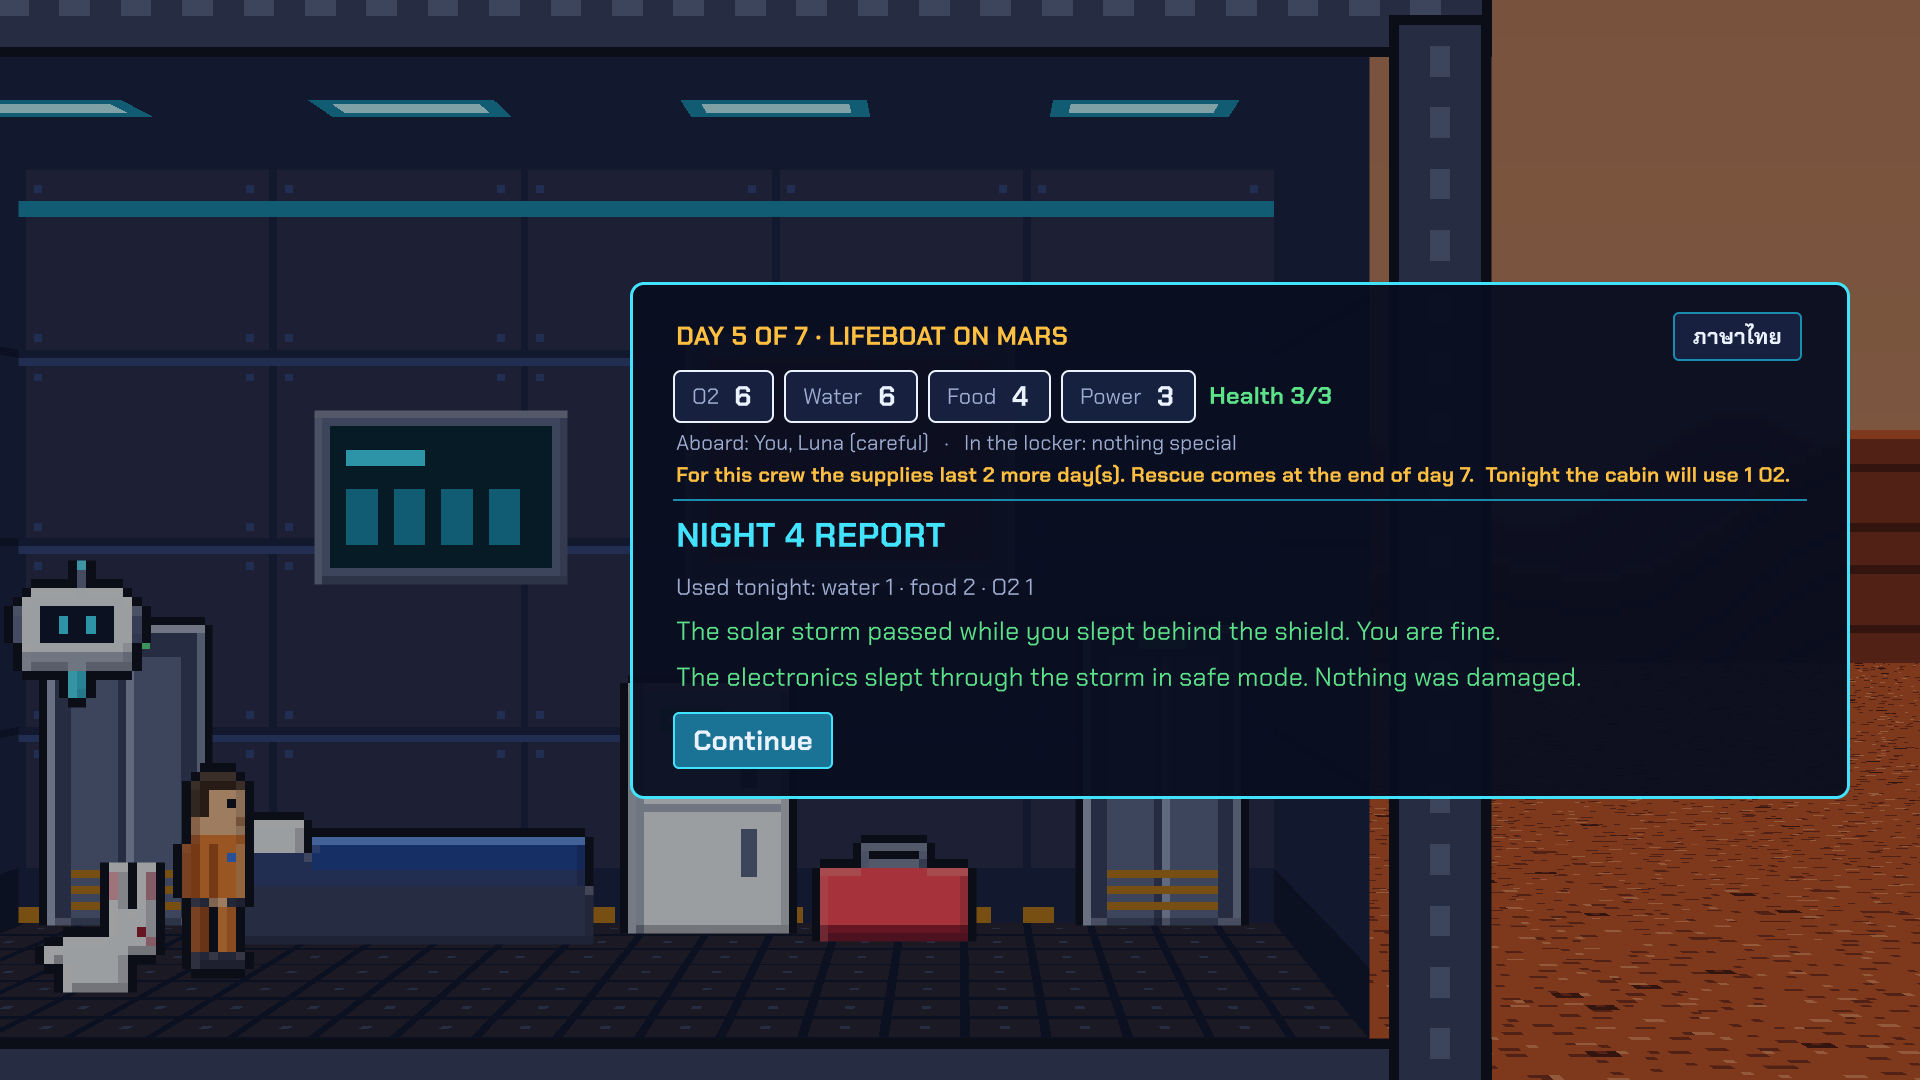 DAY 5 OF 7 · LIFEBOAT ON MARS
ภาษาไทย
O2 6 Water 6 Food 4 Power 3 Health 3/3
Aboard: You, Luna (careful) · In the locker: nothing special
For this crew the supplies last 2 more day(s). Rescue comes at the end of day 7. Tonight the cabin will use 1 O2.
NIGHT 4 REPORT
Used tonight: water 1 · food 2 · O2 1
The solar storm passed while you slept behind the shield. You are fine.
The electronics slept through the storm in safe mode. Nothing was damaged.
Continue